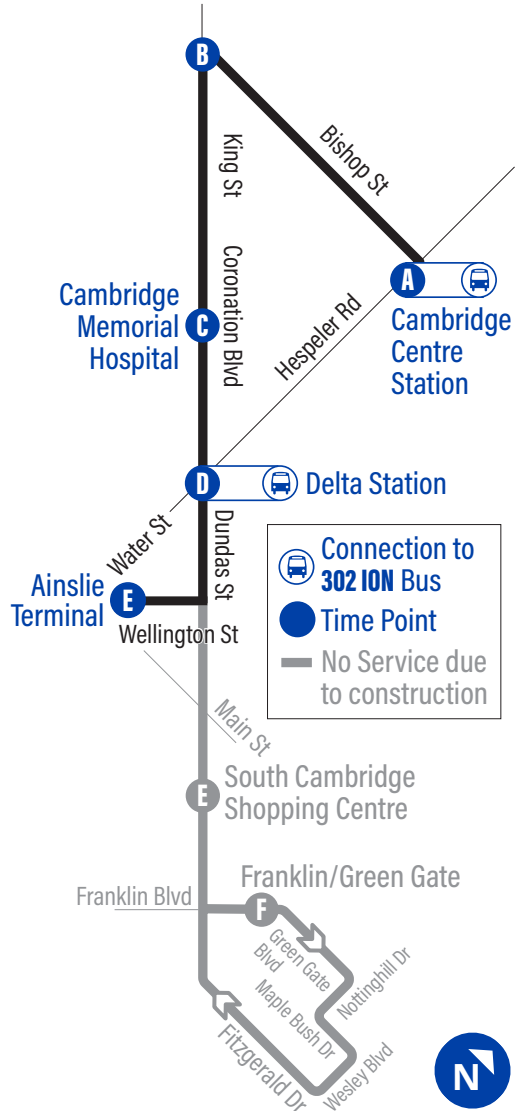 B
King St
Bishop St
Coronation Blvd
A
Cambridge
Centre
Station
Cambridge
Memorial
Hospital
C
Hespeler Rd
D
Delta Station
Water St
Dundas St
Ainslie
Terminal
E
Wellington St
Connection to
302 ION Bus
Time Point
No Service due
to construction
Main St
E
South Cambridge
Shopping Centre
Franklin/Green Gate
Franklin Blvd
F
Green Gate
Blvd
Nottinghill Dr
Maple Bush Dr
Wesley Blvd
Fitzgerald Dr
N